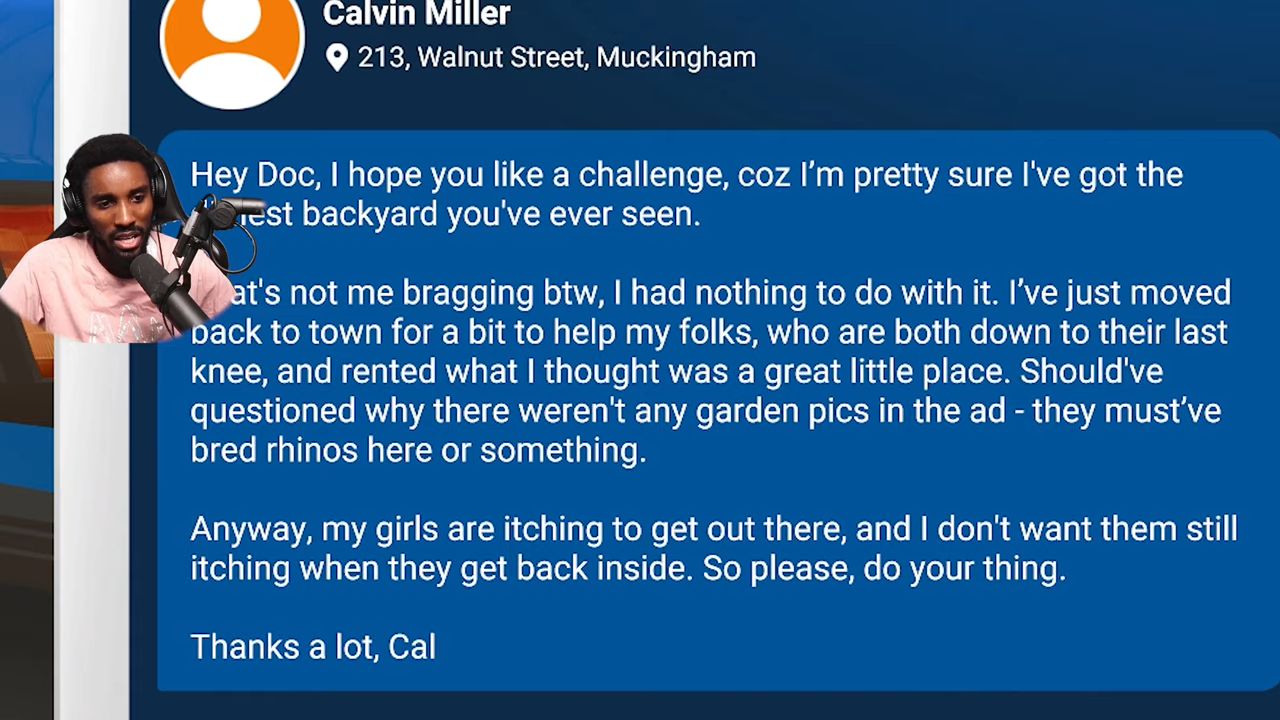 Calvin Miller
213, Walnut Street, Muckingham
Hey Doc, I hope you like a challenge, coz I’m pretty sure I've got the
backyard you've ever seen.
not me bragging btw, I had nothing to do with it. I’ve just moved
back to town for a bit to help my folks, who are both down to their last
knee, and rented what I thought was a great little place. Should've
questioned why there weren't any garden pics in the ad - they must’ve
bred rhinos here or something.
Anyway, my girls are itching to get out there, and I don't want them still
itching when they get back inside. So please, do your thing.
Thanks a lot, Cal